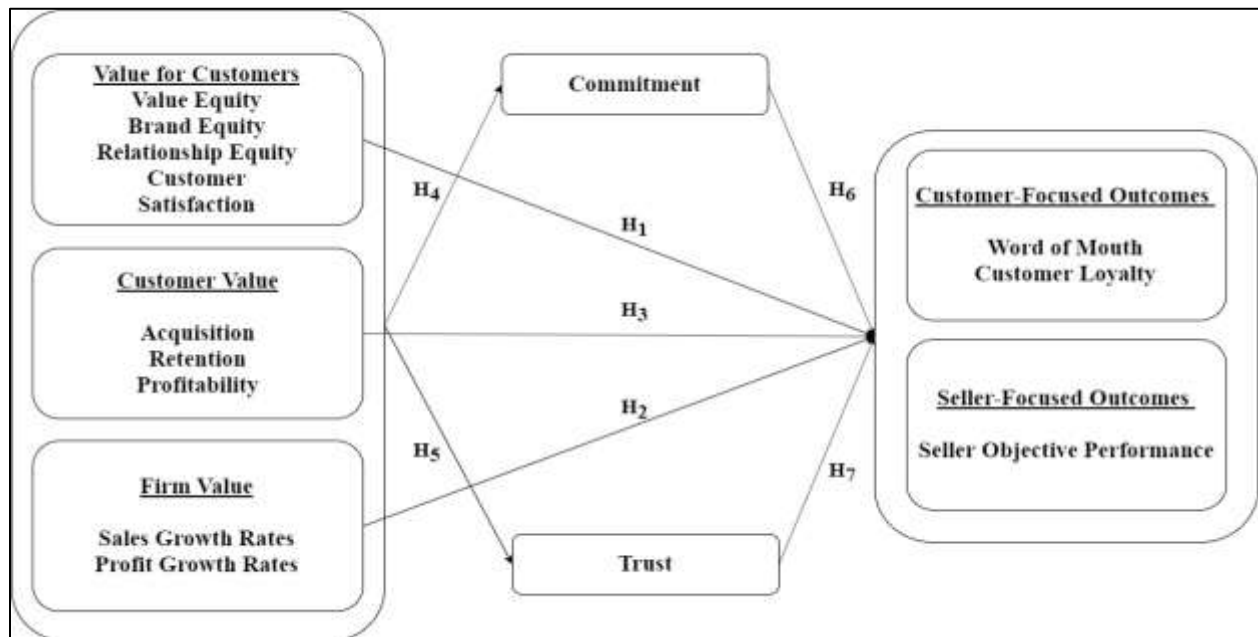 Value for Customers
Value Equity
Brand Equity
Relationship Equity
Customer
Satisfaction
Customer Value
Acquisition
Retention
Profitability
Firm Value
Sales Growth Rates
Profit Growth Rates
H4
H5
Commitment
H1
H3
H2
Trust
H6
H7
Customer-Focused Outcomes
Word of Mouth
Customer Loyalty
Seller-Focused Outcomes
Seller Objective Performance